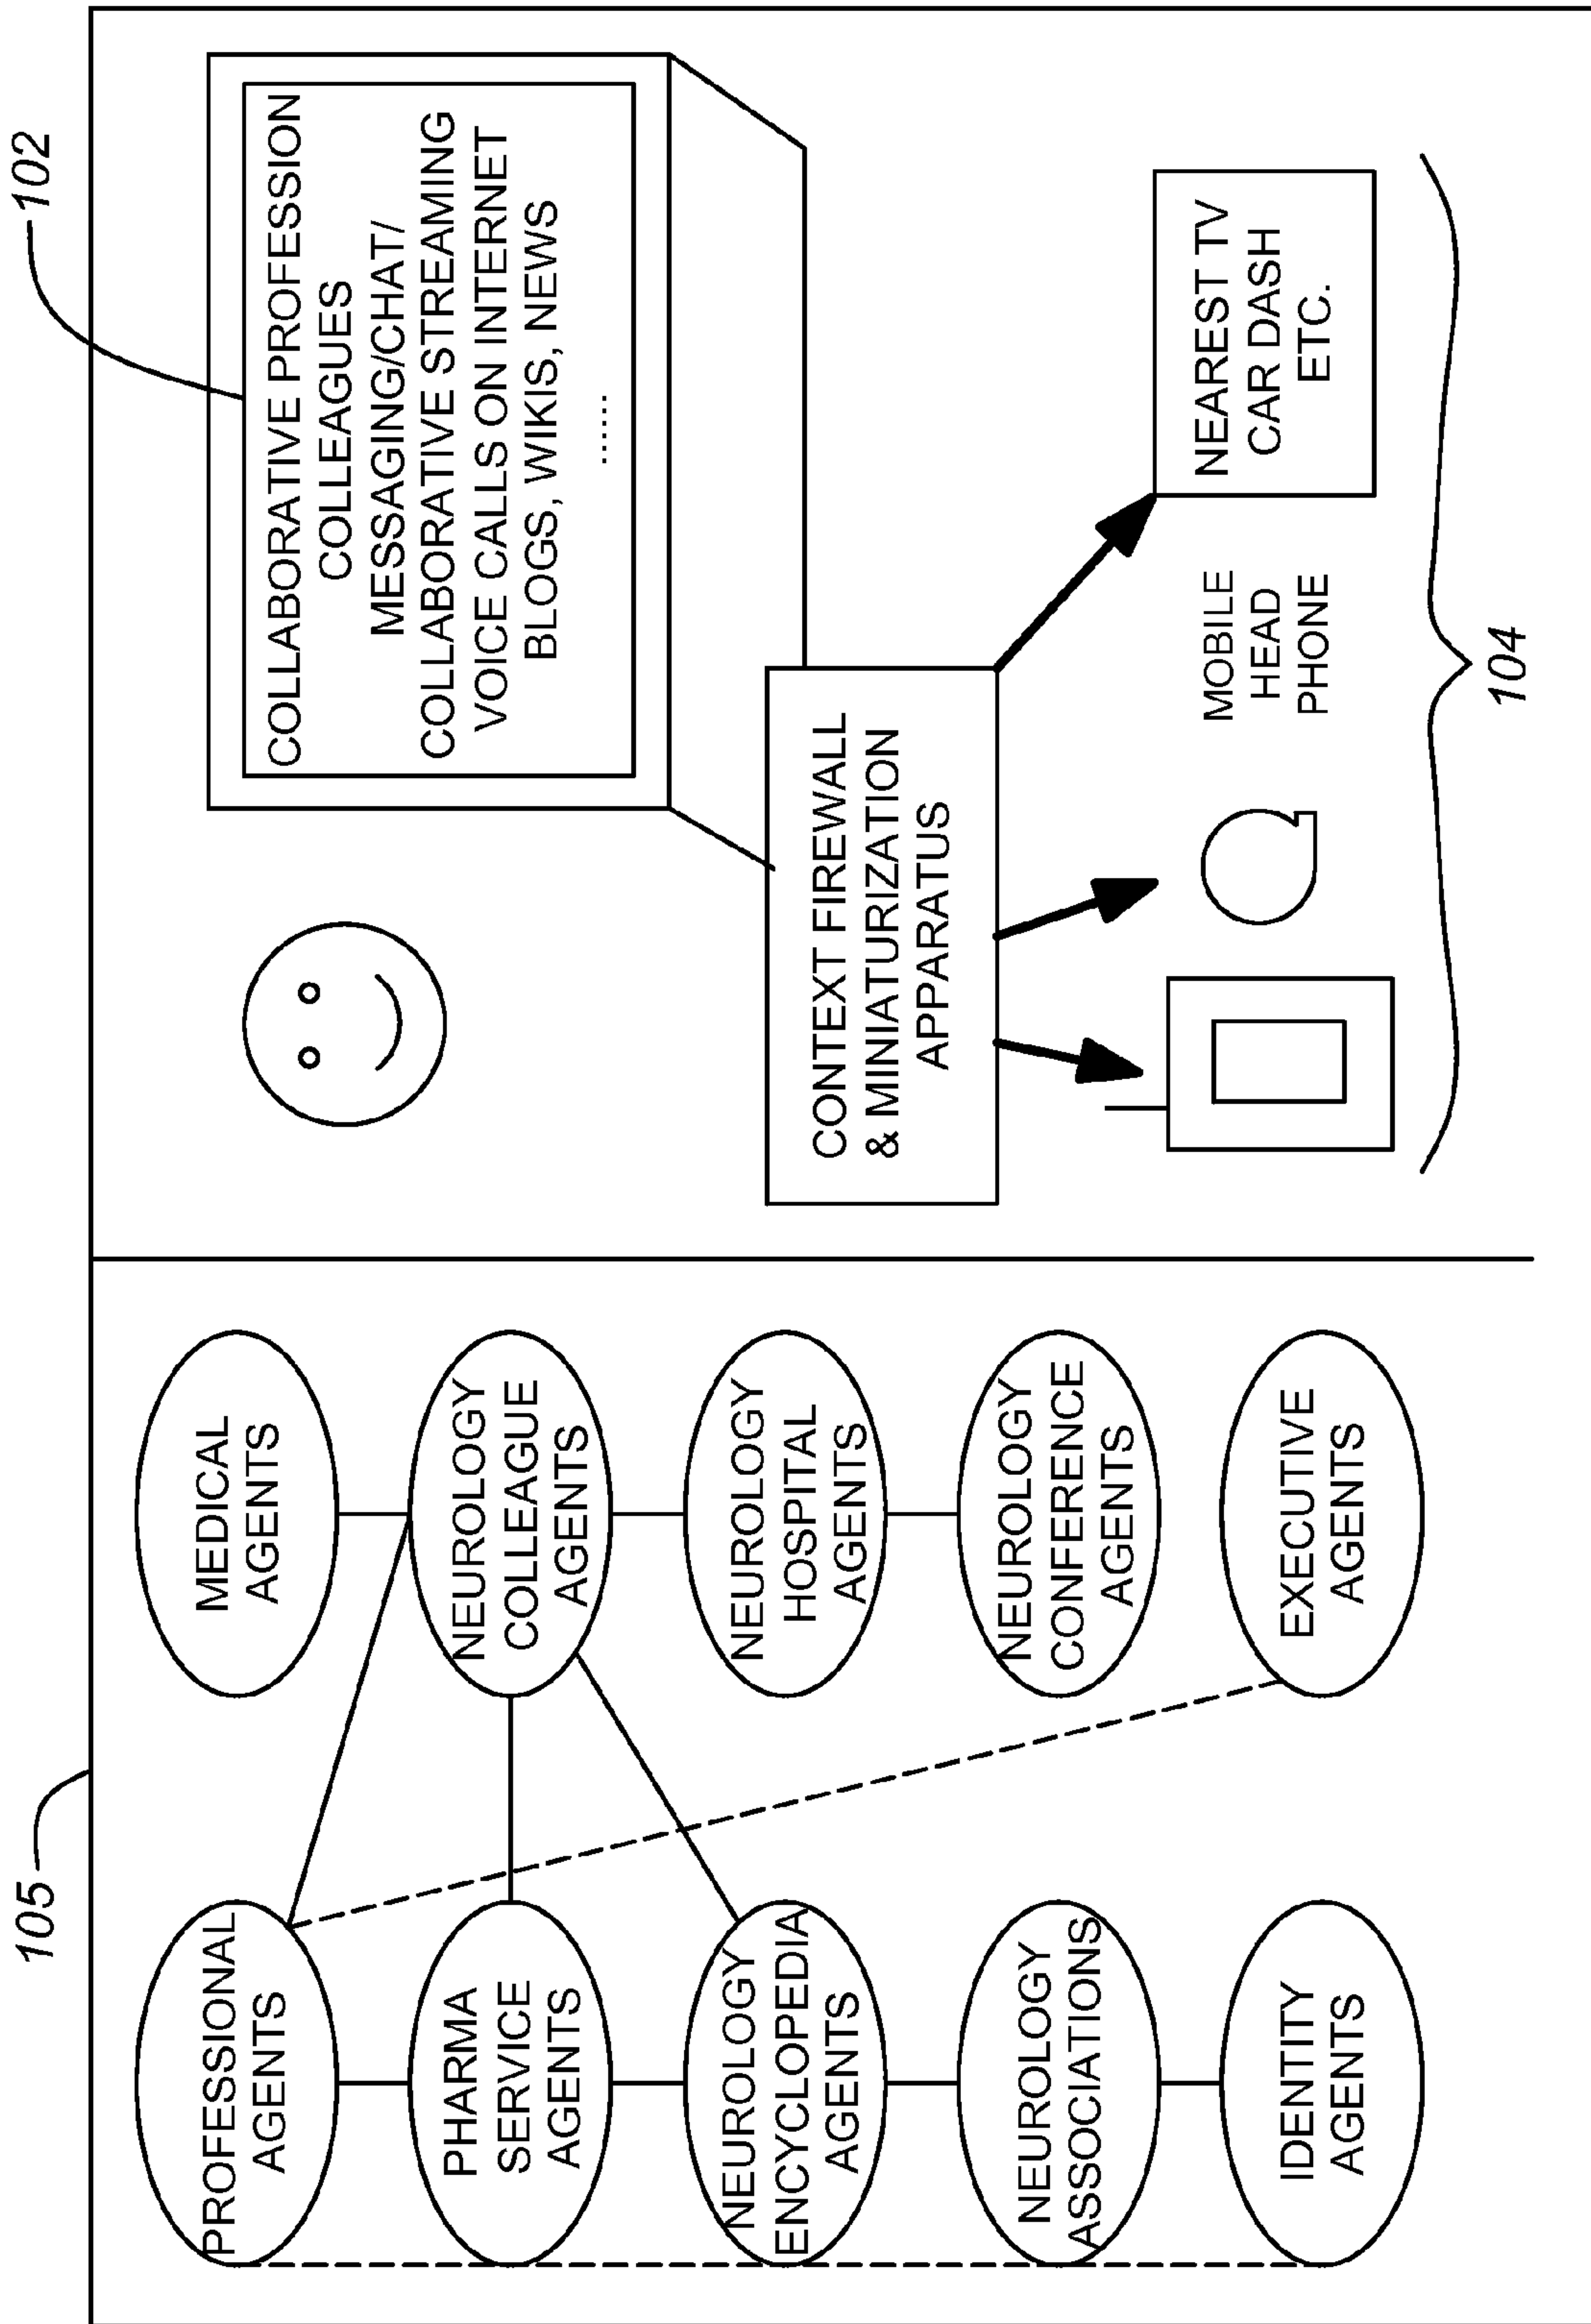 105
102
PROFESSIONAL
AGENTS
MEDICAL
AGENTS
PHARMA
SERVICE
AGENTS
NEUROLOGY
COLLEAGUE
AGENTS
NEUROLOGY
ENCYCLOPEDIA
AGENTS
NEUROLOGY
HOSPITAL
AGENTS
NEUROLOGY
ASSOCIATIONS
NEUROLOGY
CONFERENCE
AGENTS
IDENTITY
AGENTS
EXECUTIVE
AGENTS
COLLABORATIVE PROFESSION
COLLEAGUES
MESSAGING/CHAT/
COLLABORATIVE STREAMING
VOICE CALLS ON INTERNET
BLOGS, WIKIS, NEWS
......
CONTEXT FIREWALL
& MINIATURIZATION
APPARATUS
MOBILE
HEAD
PHONE
NEAREST TV
CAR DASH
ETC.
104